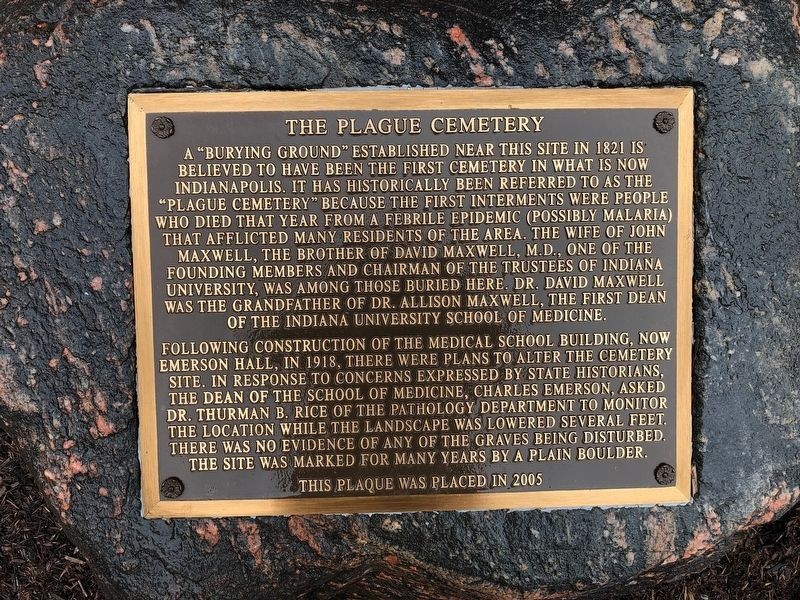 THE PLAGUE CEMETERY
A "BURYING GROUND" ESTABLISHED NEAR THIS SITE IN 1821 IS
BELIEVED TO HAVE BEEN THE FIRST CEMETERY IN WHAT IS NOW
INDIANAPOLIS. IT HAS HISTORICALLY BEEN REFERRED TO AS THE
"PLAGUE CEMETERY" BECAUSE THE FIRST INTERMENTS WERE PEOPLE
WHO DIED THAT YEAR FROM A FEBRILE EPIDEMIC (POSSIBLY MALARIA)
THAT AFFLICTED MANY RESIDENTS OF THE AREA. THE WIFE OF JOHN
MAXWELL, THE BROTHER OF DAVID MAXWELL, M.D., ONE OF THE
FOUNDING MEMBERS AND CHAIRMAN OF THE TRUSTEES OF INDIANA
UNIVERSITY, WAS AMONG THOSE BURIED HERE. DR. DAVID MAXWELL
WAS THE GRANDFATHER OF DR. ALLISON MAXWELL, THE FIRST DEAN
OF THE INDIANA UNIVERSITY SCHOOL OF MEDICINE.
FOLLOWING CONSTRUCTION OF THE MEDICAL SCHOOL BUILDING, NOW
EMERSON HALL, IN 1918, THERE WERE PLANS TO ALTER THE CEMETERY
SITE. IN RESPONSE TO CONCERNS EXPRESSED BY STATE HISTORIANS,
THE DEAN OF THE SCHOOL OF MEDICINE, CHARLES EMERSON, ASKED
DR. THURMAN B. RICE OF THE PATHOLOGY DEPARTMENT TO MONITOR
THE LOCATION WHILE THE LANDSCAPE WAS LOWERED SEVERAL FEET.
THERE WAS NO EVIDENCE OF ANY OF THE GRAVES BEING DISTURBED.
THE SITE WAS MARKED FOR MANY YEARS BY A PLAIN BOULDER.
THIS PLAQUE WAS PLACED IN 2005